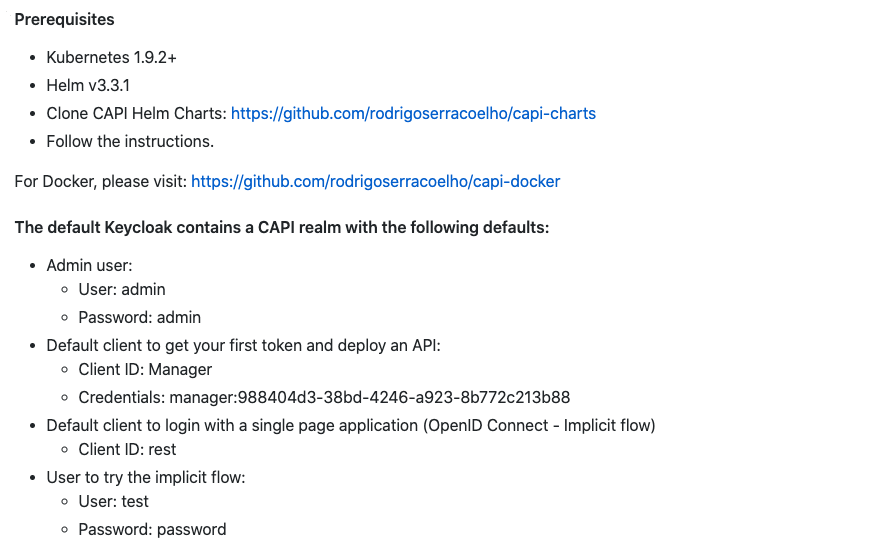 Prerequisites
• Kubernetes 1.9.2+
• Helm v3.3.1
• Clone CAPI Helm Charts: https://github.com/rodrigoserracoelho/capi-charts
• Follow the instructions.
For Docker, please visit: https://github.com/rodrigoserracoelho/capi-docker
The default Keycloak contains a CAPI realm with the following defaults:
• Admin user:
◦ User: admin
◦ Password: admin
• Default client to get your first token and deploy an API:
◦ Client ID: Manager
◦ Credentials: manager:988404d3-38bd-4246-a923-8b772c213b88
• Default client to login with a single page application (OpenID Connect - Implicit flow)
◦ Client ID: rest
• User to try the implicit flow:
◦ User: test
◦ Password: password